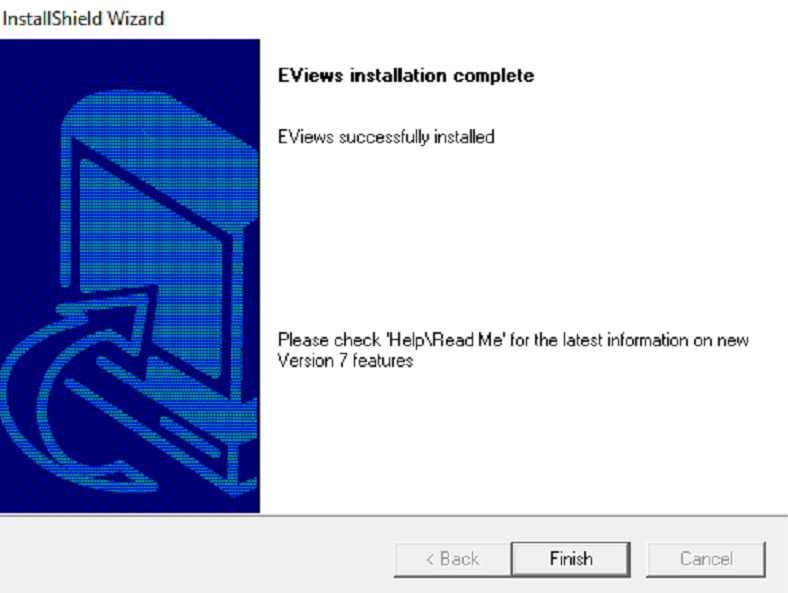 InstallShield Wizard
EViews installation complete
EViews successfully installed
Please check 'Help\Read Me' for the latest information on new
Version 7 features
< Back
Finish
Cancel